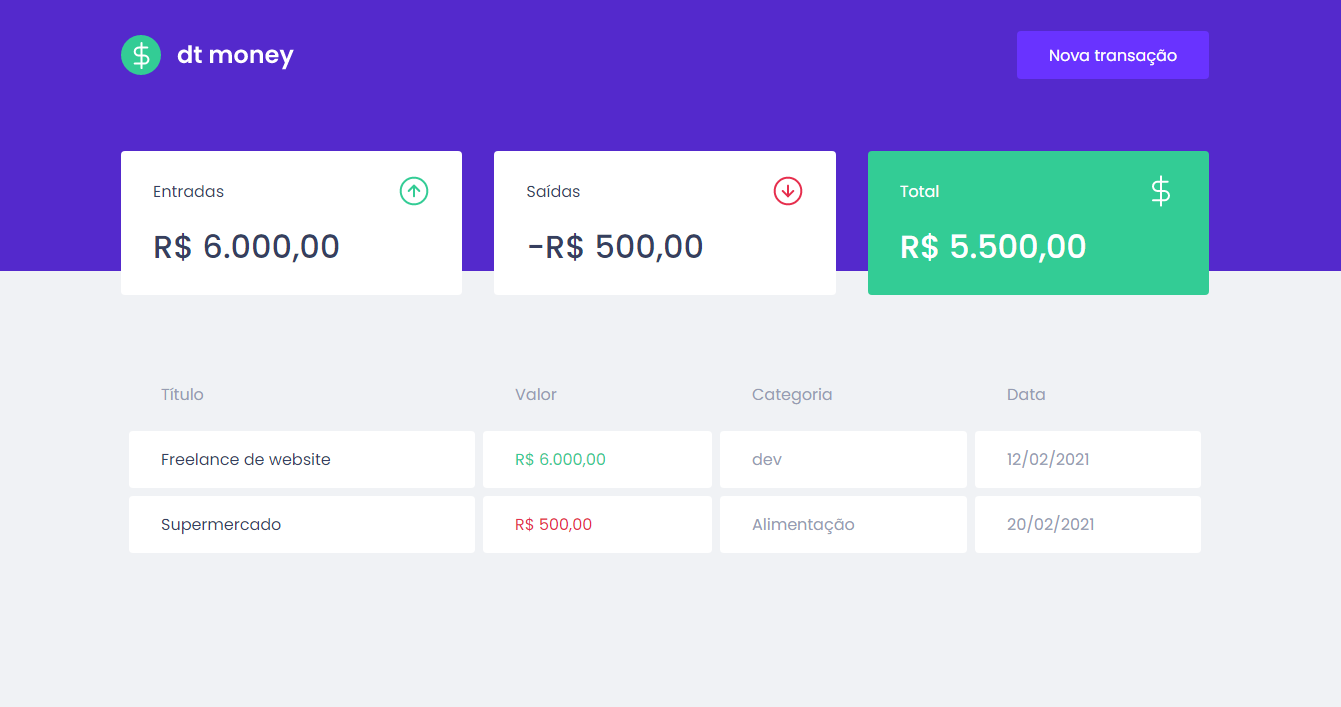 dt money
Nova transação
Entradas
R$ 6.000,00
Saídas
-R$ 500,00
Total
R$ 5.500,00
Título Valor Categoria Data
Freelance de website R$ 6.000,00 dev 12/02/2021
Supermercado R$ 500,00 Alimentação 20/02/2021